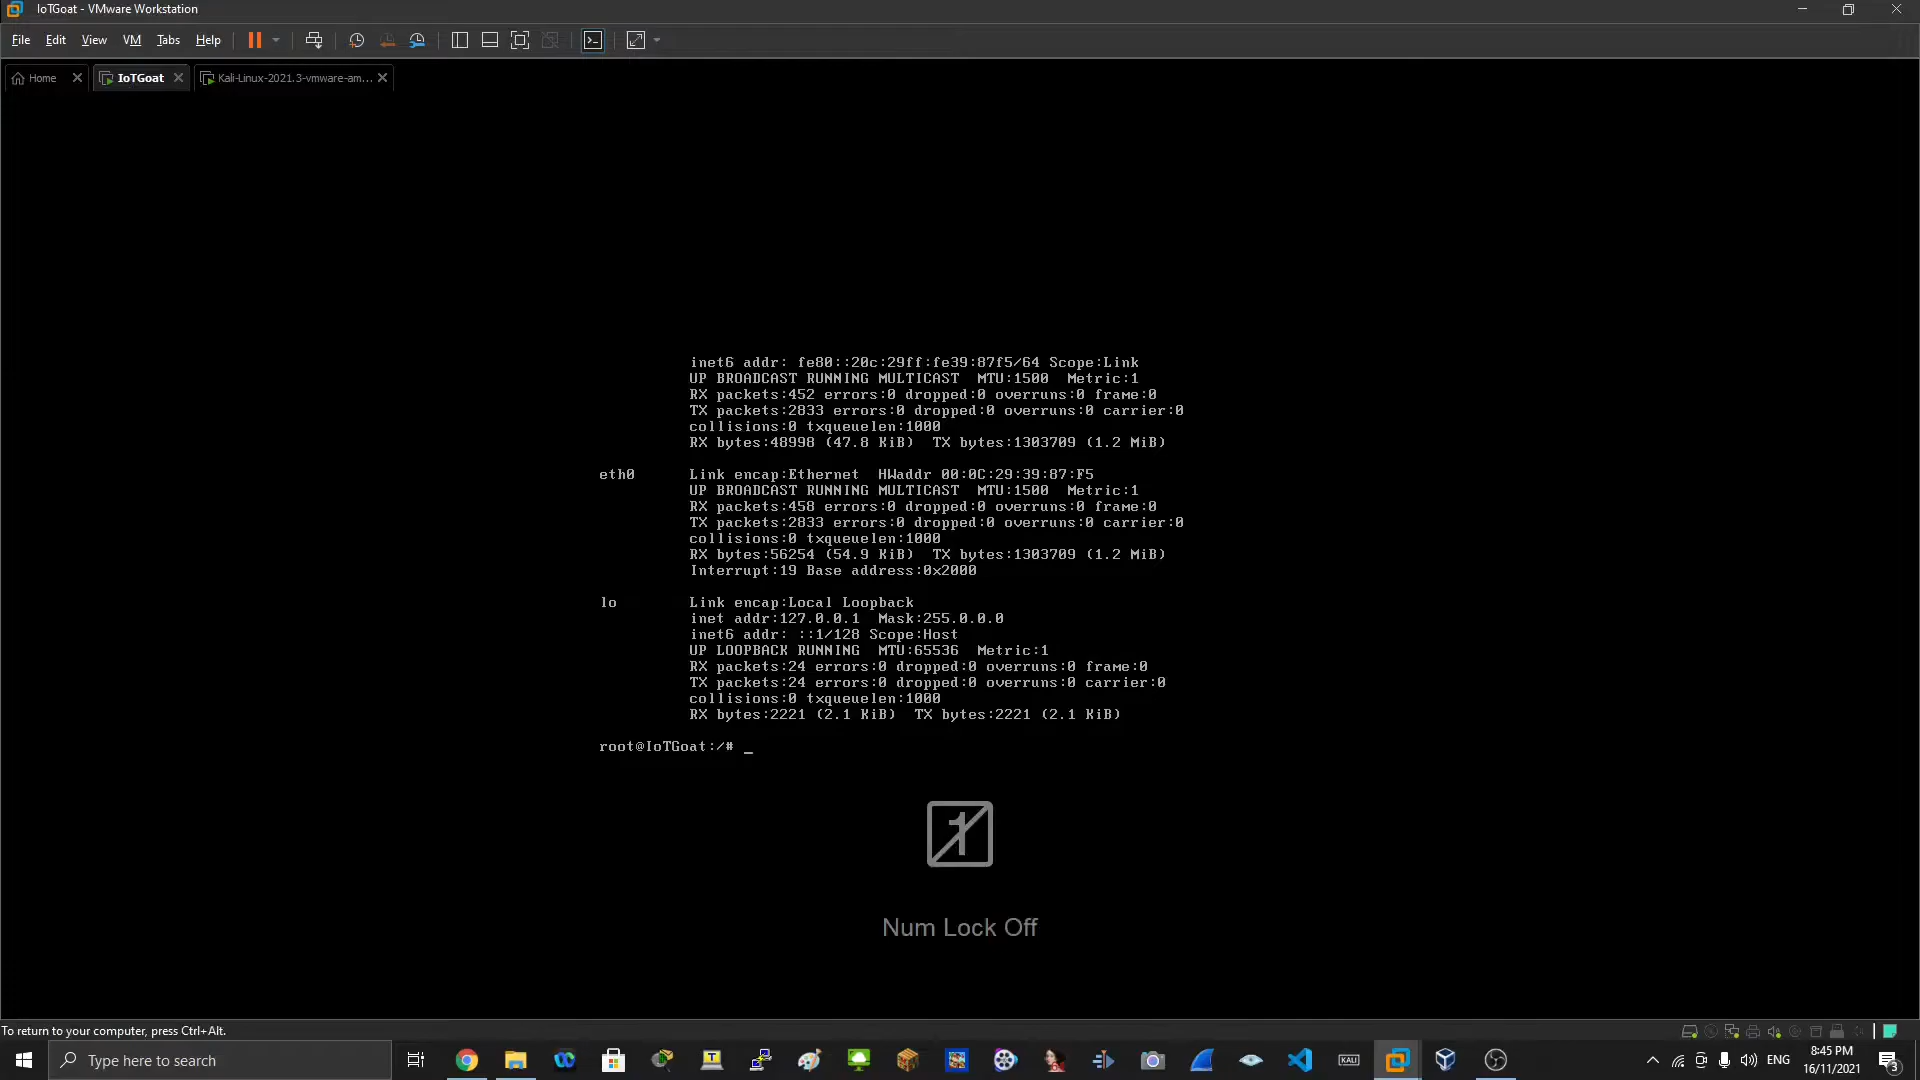 IoTGoat - VMware Workstation
File Edit View VM Tabs Help
Home IoTGoat Kali-Linux-2021.3-vmware-am...
inet6 addr: fe80::20c:29ff:fe39:87f5/64 Scope:Link
UP BROADCAST RUNNING MULTICAST  MTU:1500  Metric:1
RX packets:452 errors:0 dropped:0 overruns:0 frame:0
TX packets:2833 errors:0 dropped:0 overruns:0 carrier:0
collisions:0 txqueuelen:1000
RX bytes:48998 (47.8 KiB)  TX bytes:1303709 (1.2 MiB)
eth0 Link encap:Ethernet  HWaddr 00:0C:29:39:87:F5
UP BROADCAST RUNNING MULTICAST  MTU:1500  Metric:1
RX packets:458 errors:0 dropped:0 overruns:0 frame:0
TX packets:2833 errors:0 dropped:0 overruns:0 carrier:0
collisions:0 txqueuelen:1000
RX bytes:56254 (54.9 KiB)  TX bytes:1303709 (1.2 MiB)
Interrupt:19 Base address:0x2000
lo Link encap:Local Loopback
inet addr:127.0.0.1  Mask:255.0.0.0
inet6 addr: ::1/128 Scope:Host
UP LOOPBACK RUNNING  MTU:65536  Metric:1
RX packets:24 errors:0 dropped:0 overruns:0 frame:0
TX packets:24 errors:0 dropped:0 overruns:0 carrier:0
collisions:0 txqueuelen:1000
RX bytes:2221 (2.1 KiB)  TX bytes:2221 (2.1 KiB)
root@IoTGoat:/# _
1
Num Lock Off
To return to your computer, press Ctrl+Alt.
Type here to search
KALI
ENG
8:45 PM
16/11/2021
3